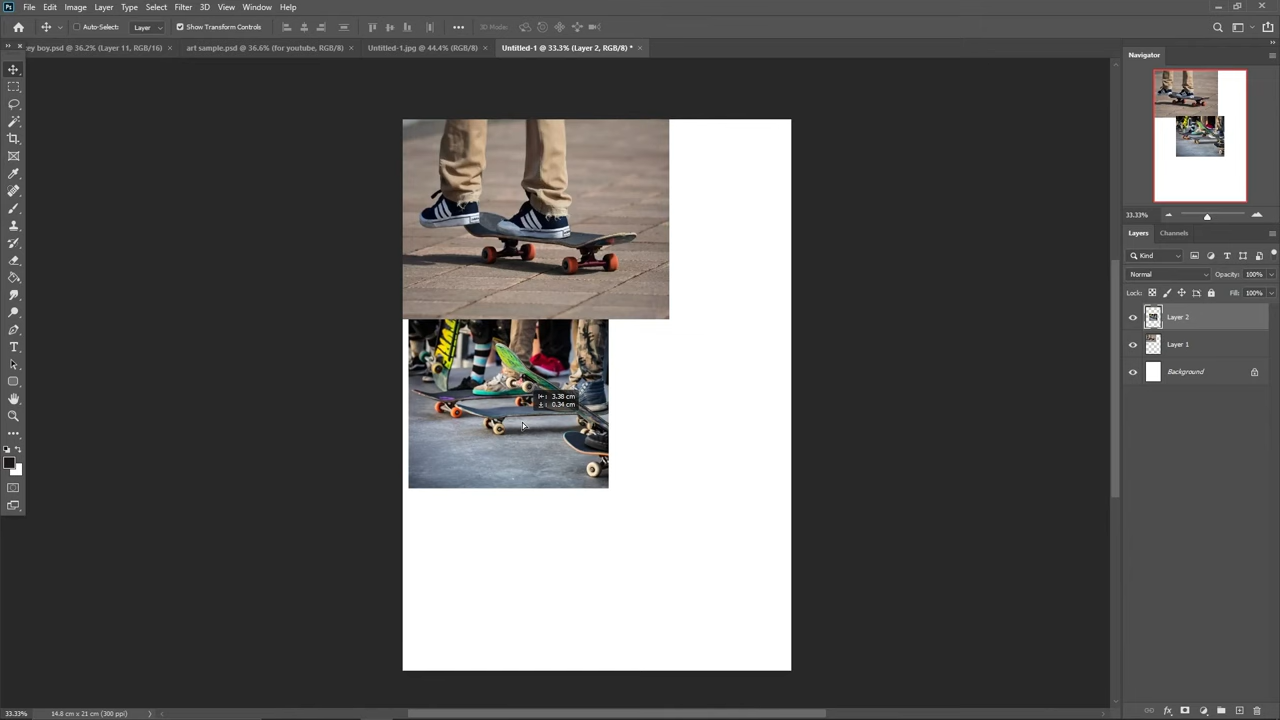 Ps File Edit Image Layer Type Select Filter 3D View Window Help
Auto-Select: Layer Show Transform Controls 3D Mode:
ey boy.psd @ 36.2% (Layer 11, RGB/16) × art sample.psd @ 36.6% (for youtube, RGB/8) × Untitled-1.jpg @ 44.4% (RGB/8) × Untitled-1 @ 33.3% (Layer 2, RGB/8) * ×
Navigator
33.33%
Layers Channels
Kind
Normal Opacity: 100%
Lock: Fill: 100%
Layer 2
Layer 1
Background
3.38 cm
0.34 cm
33.33% 14.8 cm x 21 cm (300 ppi)